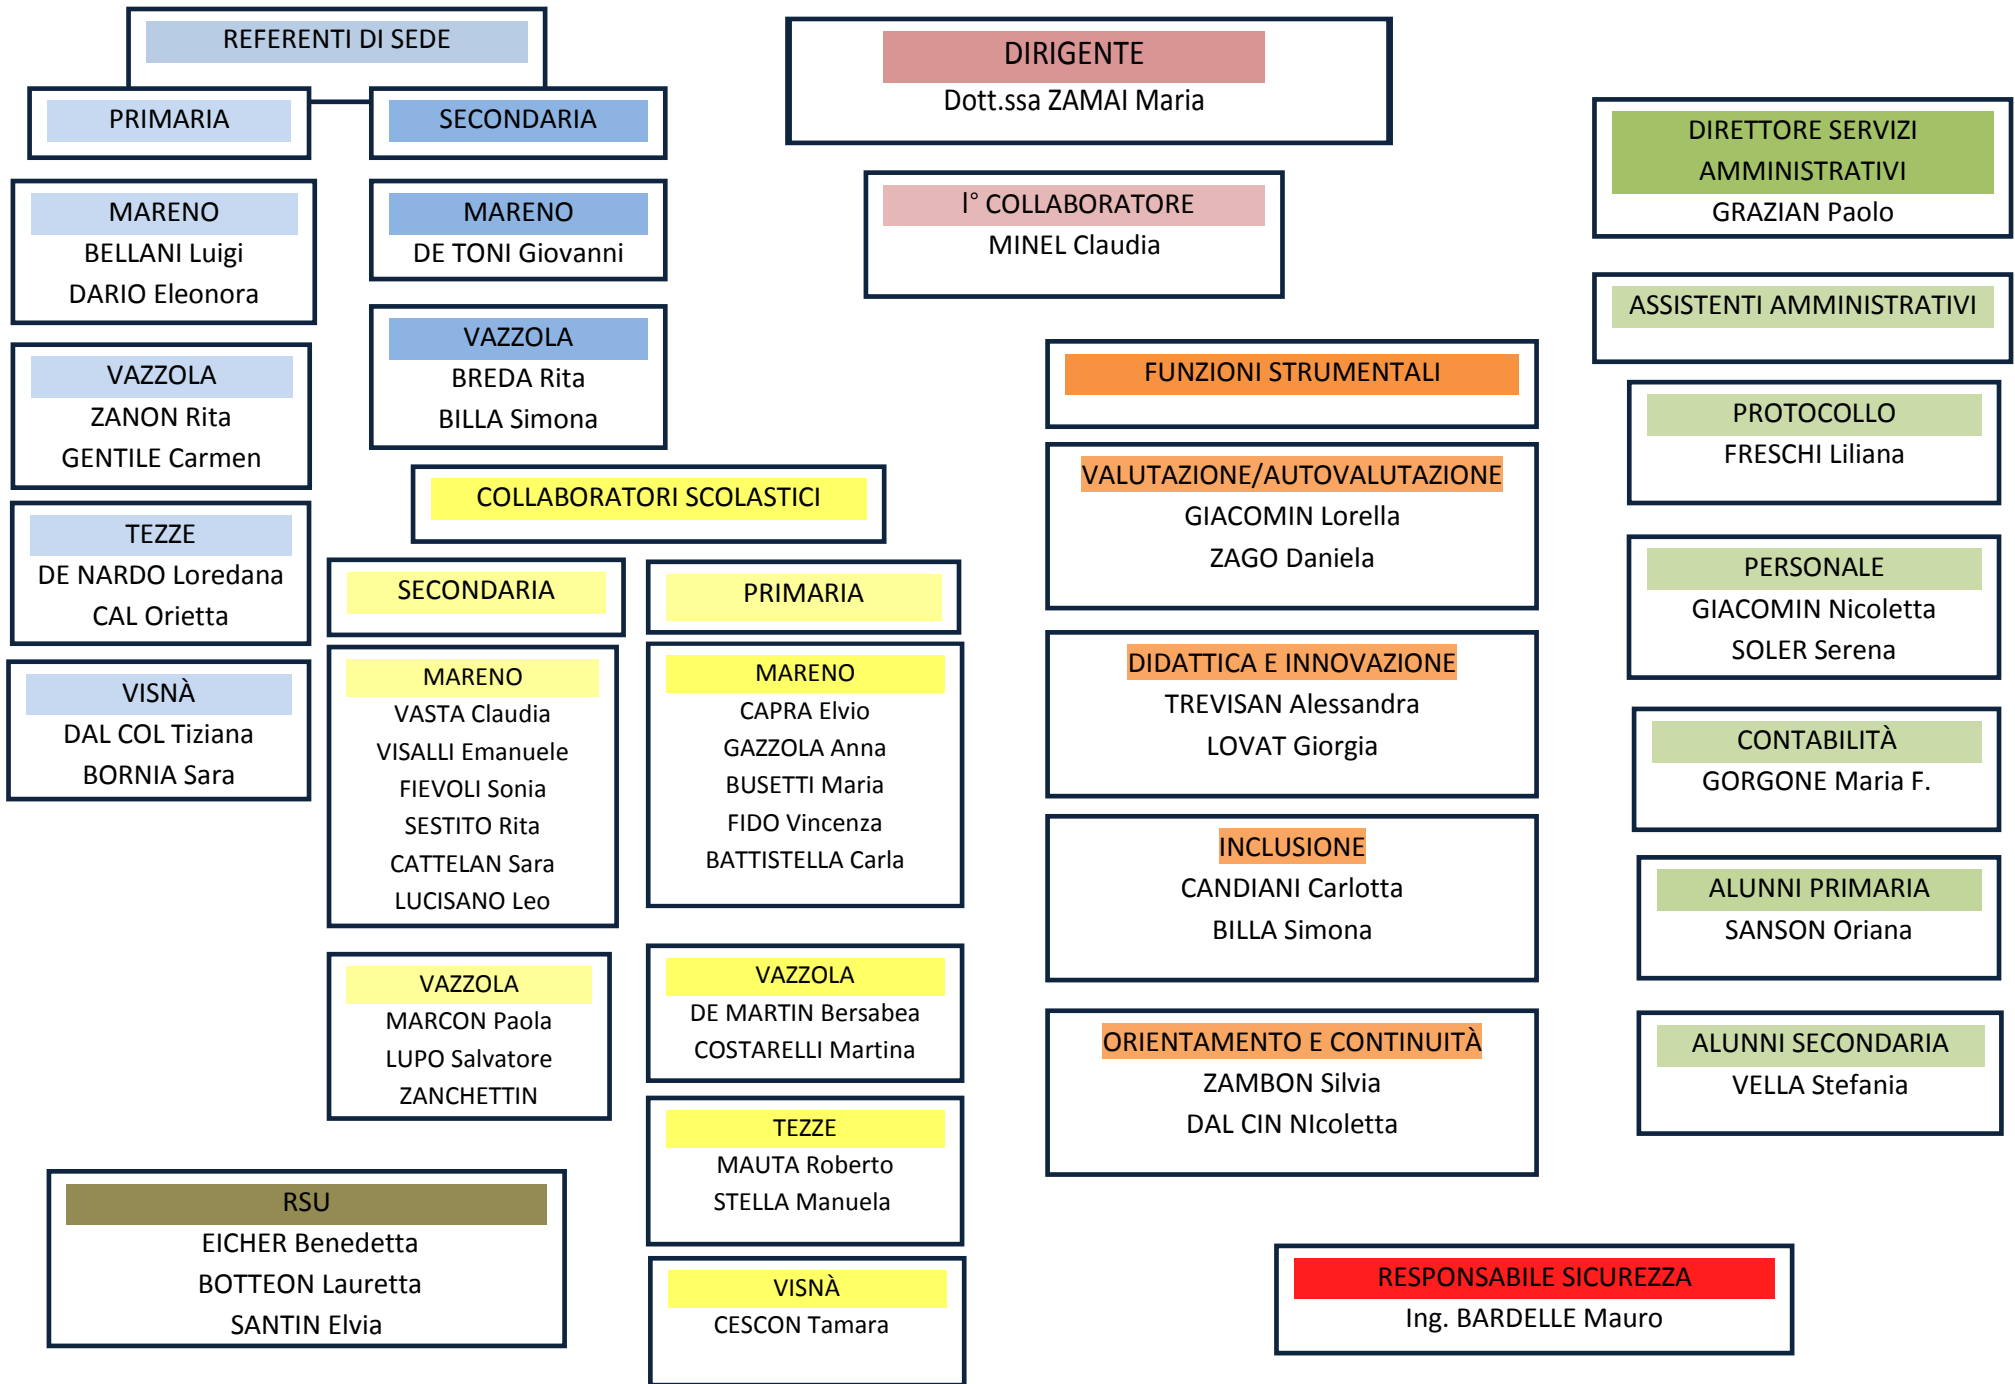 REFERENTI DI SEDE
PRIMARIA
MARENO
BELLANI Luigi
DARIO Eleonora
VAZZOLA
ZANON Rita
GENTILE Carmen
TEZZE
DE NARDO Loredana
CAL Orietta
VISNÀ
DAL COL Tiziana
BORNIA Sara
SECONDARIA
MARENO
DE TONI Giovanni
VAZZOLA
BREDA Rita
BILLA Simona
DIRIGENTE
Dott.ssa ZAMAI Maria
I° COLLABORATORE
MINEL Claudia
COLLABORATORI SCOLASTICI
SECONDARIA
MARENO
VASTA Claudia
VISALLI Emanuele
FIEVOLI Sonia
SESTITO Rita
CATTELAN Sara
LUCISANO Leo
VAZZOLA
MARCON Paola
LUPO Salvatore
ZANCHETTIN
PRIMARIA
MARENO
CAPRA Elvio
GAZZOLA Anna
BUSETTI Maria
FIDO Vincenza
BATTISTELLA Carla
VAZZOLA
DE MARTIN Bersabea
COSTARELLI Martina
TEZZE
MAUTA Roberto
STELLA Manuela
VISNÀ
CESCON Tamara
RSU
EICHER Benedetta
BOTTEON Lauretta
SANTIN Elvia
FUNZIONI STRUMENTALI
VALUTAZIONE/AUTOVALUTAZIONE
GIACOMIN Lorella
ZAGO Daniela
DIDATTICA E INNOVAZIONE
TREVISAN Alessandra
LOVAT Giorgia
INCLUSIONE
CANDIANI Carlotta
BILLA Simona
ORIENTAMENTO E CONTINUITÀ
ZAMBON Silvia
DAL CIN NIcoletta
DIRETTORE SERVIZI
AMMINISTRATIVI
GRAZIAN Paolo
ASSISTENTI AMMINISTRATIVI
PROTOCOLLO
FRESCHI Liliana
PERSONALE
GIACOMIN Nicoletta
SOLER Serena
CONTABILITÀ
GORGONE Maria F.
ALUNNI PRIMARIA
SANSON Oriana
ALUNNI SECONDARIA
VELLA Stefania
RESPONSABILE SICUREZZA
Ing. BARDELLE Mauro